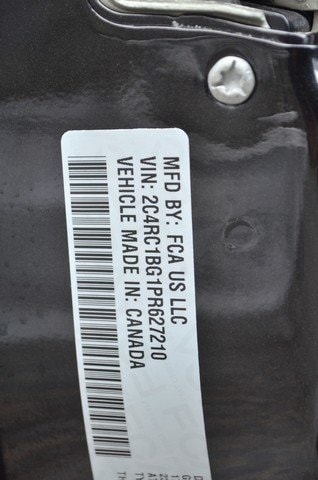 MFD BY: FCA US LLC
VIN: 2C4RC1BG1PR627210
VEHICLE MADE IN: CANADA